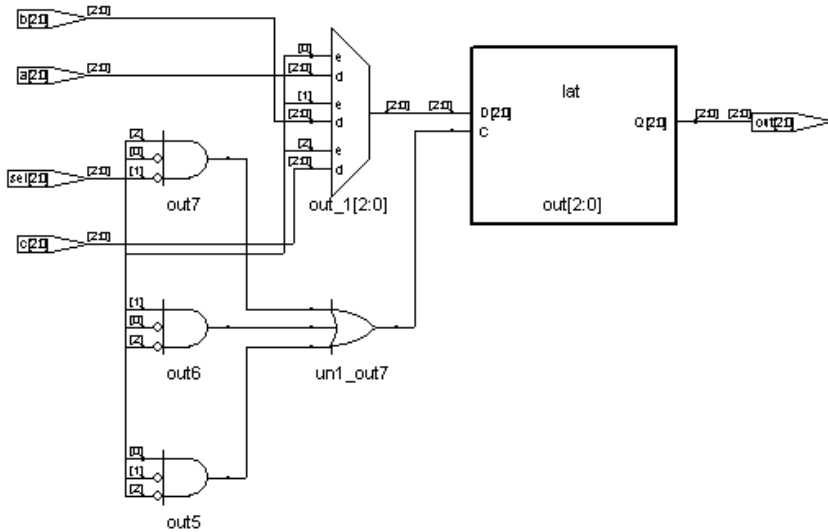 b[2:0] [2:0]
[0] e
a[2:0] [2:0] [2:0] d
[1] e
[2:0] d
[2:0] [2:0]
[2] e
[2:0] d
out_1[2:0]
lat
D[2:0]
C
Q[2:0]
out[2:0]
[2:0] [2:0] out[2:0]
[2]
[0]
sel[2:0] [2:0] [1]
out7
c[2:0] [2:0]
[1]
[0]
[2]
out6
un1_out7
[0]
[1]
[2]
out5